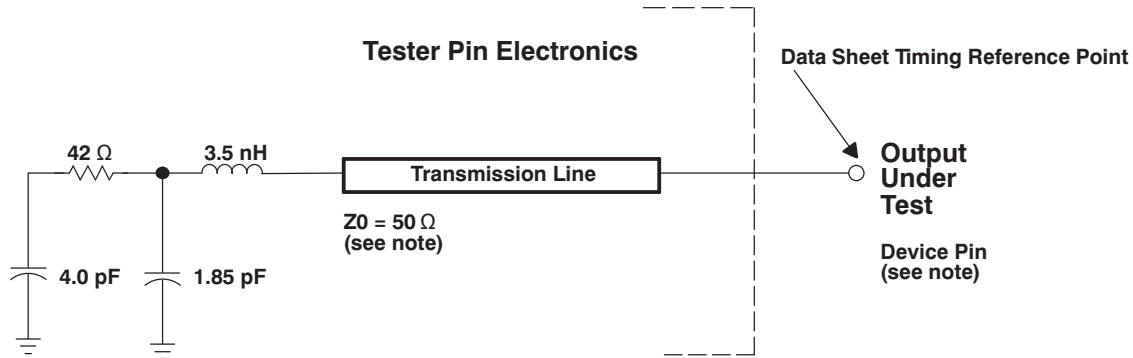 Tester Pin Electronics
Data Sheet Timing Reference Point
42 Ω
3.5 nH
Transmission Line
Output
Under
Test
Z0 = 50 Ω
(see note)
Device Pin
(see note)
4.0 pF
1.85 pF